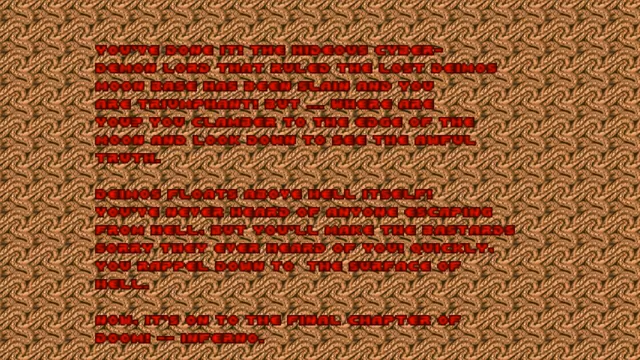 YOU'VE DONE IT! THE HIDEOUS CYBER-
DEMON LORD THAT RULED THE LOST DEIMOS
MOON BASE HAS BEEN SLAIN AND YOU
ARE TRIUMPHANT! BUT ... WHERE ARE
YOU? YOU CLAMBER TO THE EDGE OF THE
MOON AND LOOK DOWN TO SEE THE AWFUL
TRUTH.
DEIMOS FLOATS ABOVE HELL ITSELF!
YOU'VE NEVER HEARD OF ANYONE ESCAPING
FROM HELL, BUT YOU'LL MAKE THE BASTARDS
SORRY THEY EVER HEARD OF YOU! QUICKLY,
YOU RAPPEL DOWN TO THE SURFACE OF
HELL.
NOW, IT'S ON TO THE FINAL CHAPTER OF
DOOM! -- INFERNO.